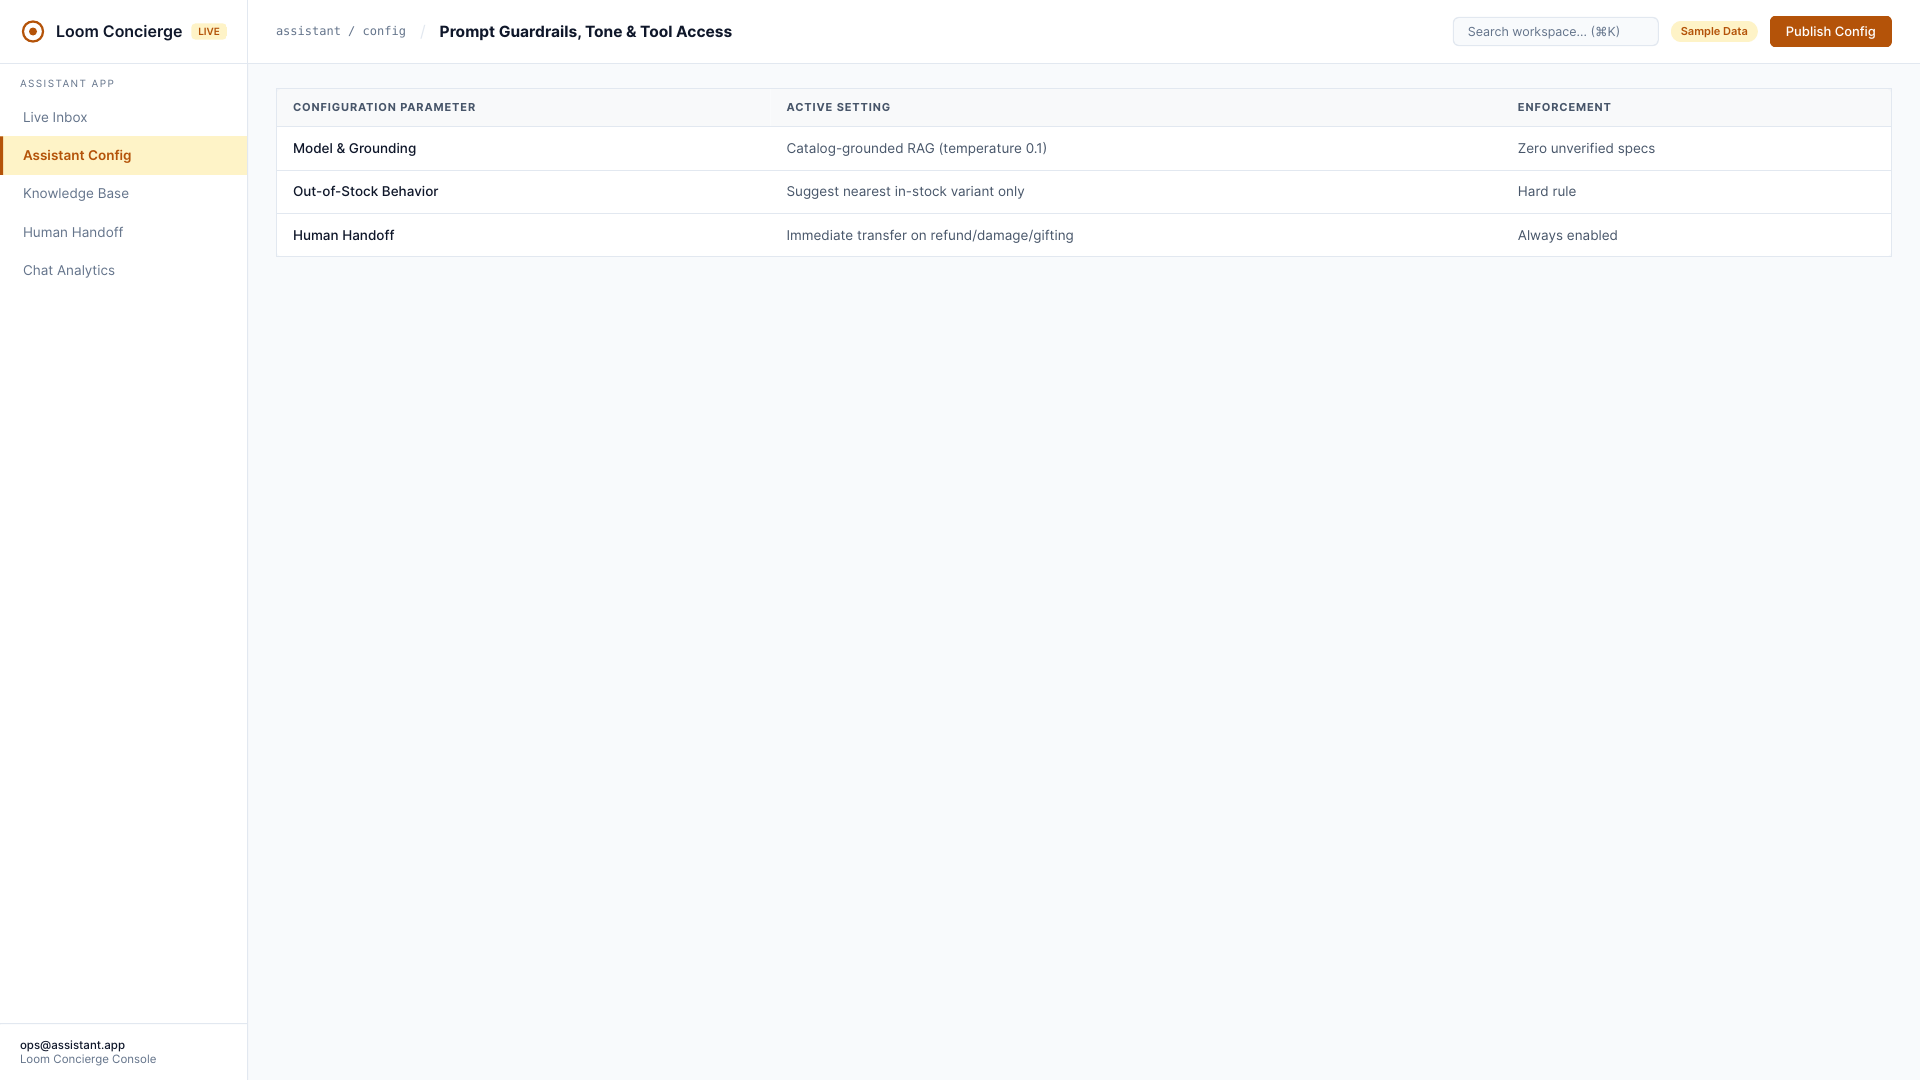 Loom Concierge LIVE
ASSISTANT APP
Live Inbox
Assistant Config
Knowledge Base
Human Handoff
Chat Analytics
ops@assistant.app
Loom Concierge Console
assistant / config / Prompt Guardrails, Tone & Tool Access
Search workspace... (⌘K)
Sample Data
Publish Config
CONFIGURATION PARAMETER ACTIVE SETTING ENFORCEMENT
Model & Grounding Catalog-grounded RAG (temperature 0.1) Zero unverified specs
Out-of-Stock Behavior Suggest nearest in-stock variant only Hard rule
Human Handoff Immediate transfer on refund/damage/gifting Always enabled